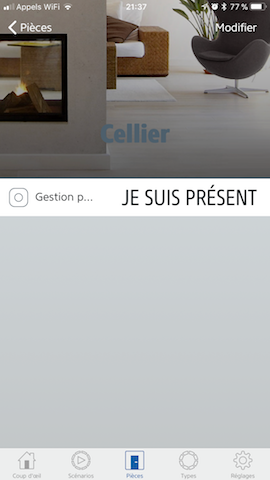 Appels WiFi 21:37 77 %
Pièces Modifier
Cellier
Gestion p... JE SUIS PRÉSENT
Coup d'œil Scénarios Pièces Types Réglages